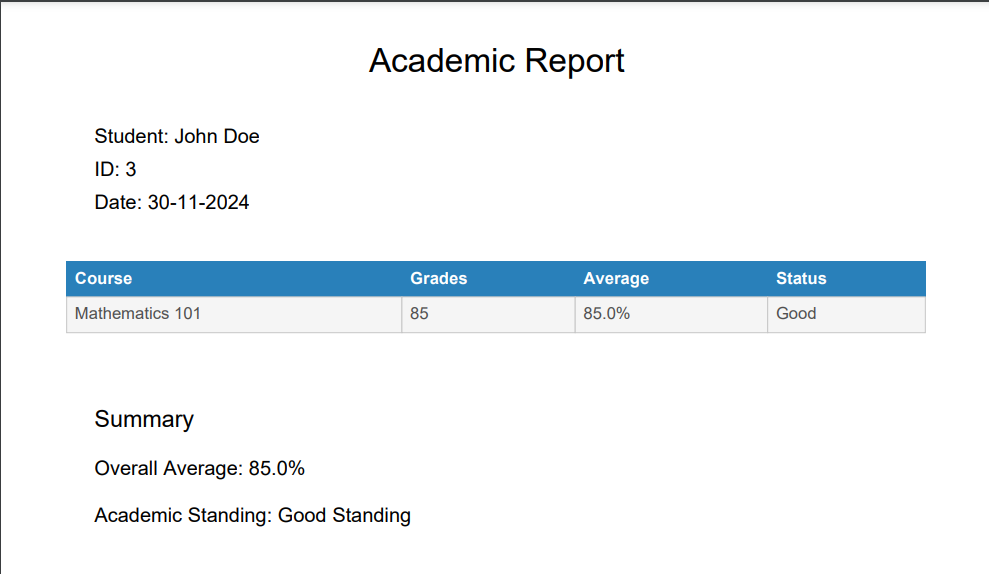 Academic Report
Student: John Doe
ID: 3
Date: 30-11-2024
Course Grades Average Status
Mathematics 101 85 85.0% Good
Summary
Overall Average: 85.0%
Academic Standing: Good Standing